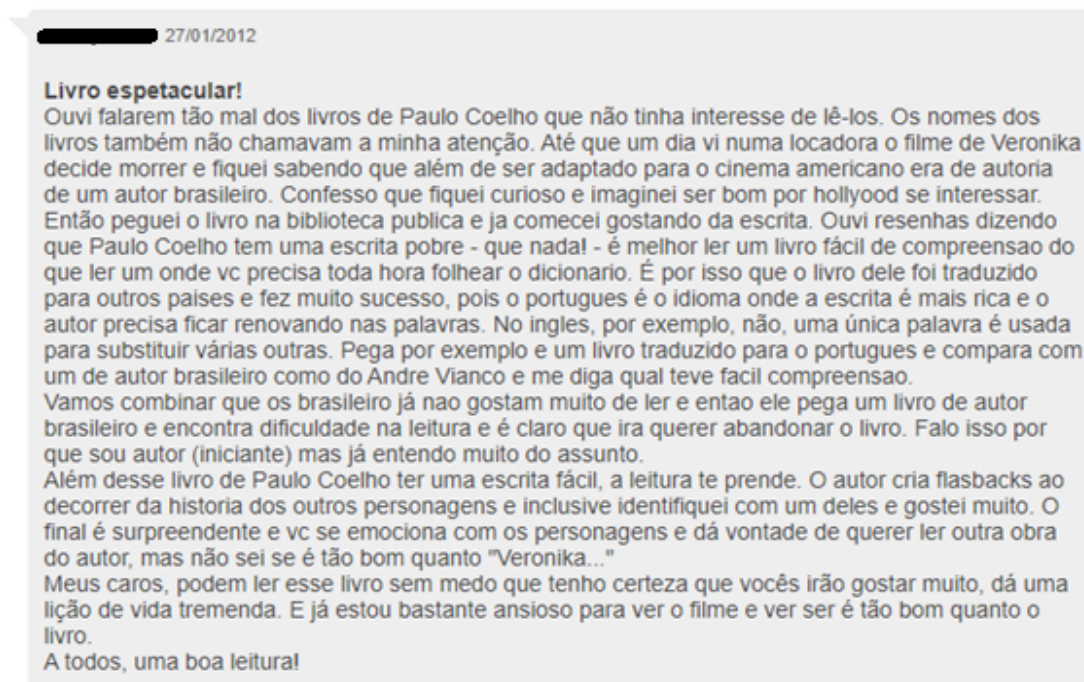 27/01/2012
Livro espetacular!
Ouvi falarem tão mal dos livros de Paulo Coelho que não tinha interesse de lê-los. Os nomes dos
livros também não chamavam a minha atenção. Até que um dia vi numa locadora o filme de Veronika
decide morrer e fiquei sabendo que além de ser adaptado para o cinema americano era de autoria
de um autor brasileiro. Confesso que fiquei curioso e imaginei ser bom por hollyood se interessar.
Então peguei o livro na biblioteca publica e ja comecei gostando da escrita. Ouvi resenhas dizendo
que Paulo Coelho tem uma escrita pobre - que nada! - é melhor ler um livro fácil de compreensao do
que ler um onde vc precisa toda hora folhear o dicionario. É por isso que o livro dele foi traduzido
para outros paises e fez muito sucesso, pois o portugues é o idioma onde a escrita é mais rica e o
autor precisa ficar renovando nas palavras. No ingles, por exemplo, não, uma única palavra é usada
para substituir várias outras. Pega por exemplo e um livro traduzido para o portugues e compara com
um de autor brasileiro como do Andre Vianco e me diga qual teve facil compreensao.
Vamos combinar que os brasileiro já nao gostam muito de ler e entao ele pega um livro de autor
brasileiro e encontra dificuldade na leitura e é claro que ira querer abandonar o livro. Falo isso por
que sou autor (iniciante) mas já entendo muito do assunto.
Além desse livro de Paulo Coelho ter uma escrita fácil, a leitura te prende. O autor cria flasbacks ao
decorrer da historia dos outros personagens e inclusive identifiquei com um deles e gostei muito. O
final é surpreendente e vc se emociona com os personagens e dá vontade de querer ler outra obra
do autor, mas não sei se é tão bom quanto "Veronika..."
Meus caros, podem ler esse livro sem medo que tenho certeza que vocês irão gostar muito, dá uma
lição de vida tremenda. E já estou bastante ansioso para ver o filme e ver ser é tão bom quanto o
livro.
A todos, uma boa leitura!